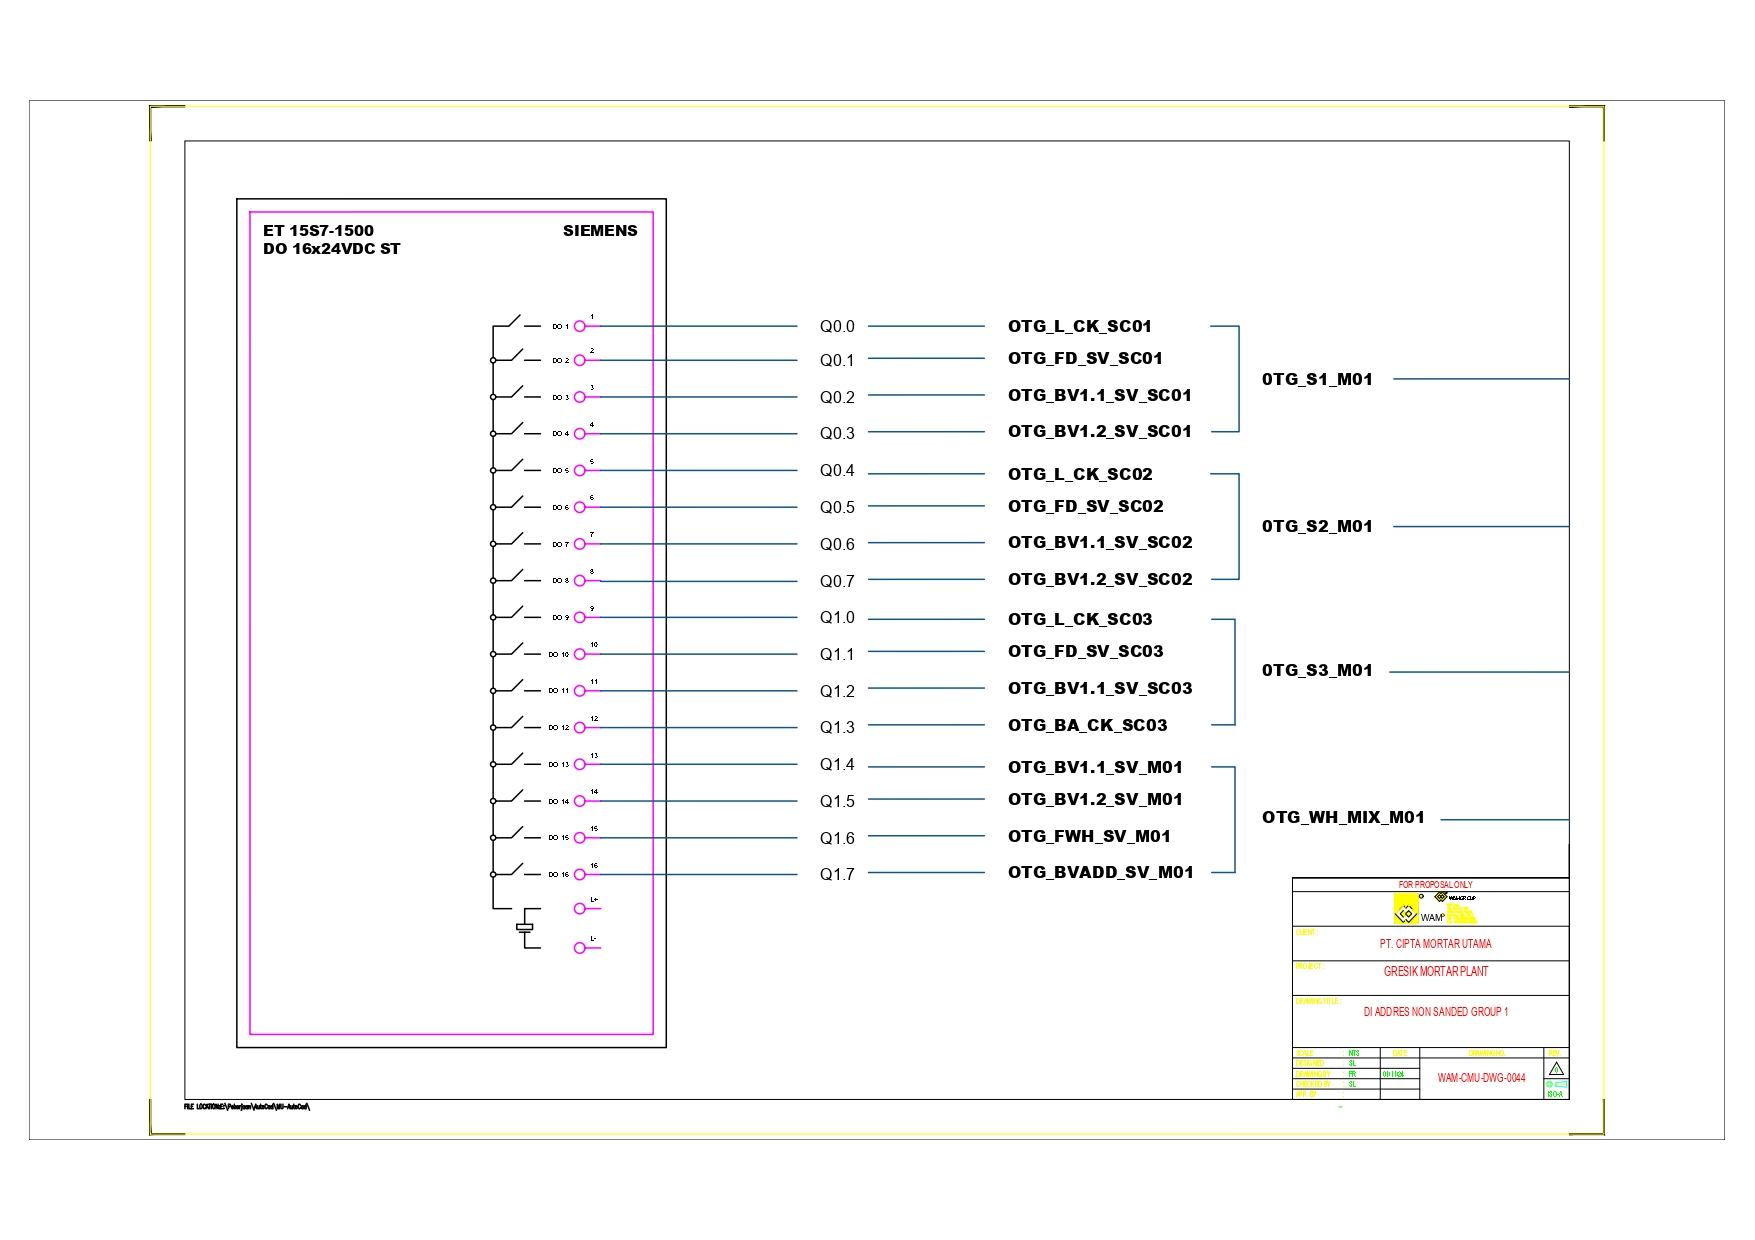 ET 15S7-1500 SIEMENS
DO 16x24VDC ST
DO 1 1 Q0.0 OTG_L_CK_SC01
DO 2 2 Q0.1 OTG_FD_SV_SC01
0TG_S1_M01
DO 3 3 Q0.2 OTG_BV1.1_SV_SC01
DO 4 4 Q0.3 OTG_BV1.2_SV_SC01
DO 5 5 Q0.4 OTG_L_CK_SC02
DO 6 6 Q0.5 OTG_FD_SV_SC02
0TG_S2_M01
DO 7 7 Q0.6 OTG_BV1.1_SV_SC02
DO 8 8 Q0.7 OTG_BV1.2_SV_SC02
DO 9 9 Q1.0 OTG_L_CK_SC03
DO 10 10 Q1.1 OTG_FD_SV_SC03
0TG_S3_M01
DO 11 11 Q1.2 OTG_BV1.1_SV_SC03
DO 12 12 Q1.3 OTG_BA_CK_SC03
DO 13 13 Q1.4 OTG_BV1.1_SV_M01
DO 14 14 Q1.5 OTG_BV1.2_SV_M01
OTG_WH_MIX_M01
DO 15 15 Q1.6 OTG_FWH_SV_M01
DO 16 16 Q1.7 OTG_BVADD_SV_M01
L+
L-
FOR PROPOSAL ONLY
WAM
CLIENT :
PT. CIPTA MORTAR UTAMA
PROJECT :
GRESIK MORTAR PLANT
DRAWING TITLE :
DI ADDRES NON SANDED GROUP 1
SCALE : NTS DATE DRAWING NO. REV.
DESIGNED : SL
DRAWING BY : FR WAM-CMU-DWG-0044
CHECKED BY : SL
APP. BY :
ISO-A